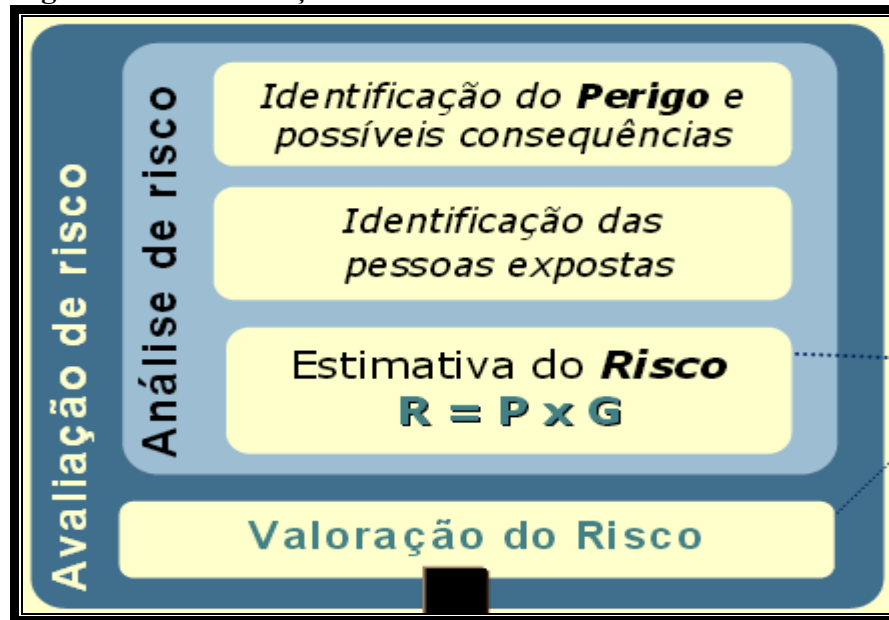 Avaliação de risco
Análise de risco
Identificação do Perigo e
possíveis consequências
Identificação das
pessoas expostas
Estimativa do Risco
R = P x G
Valoração do Risco